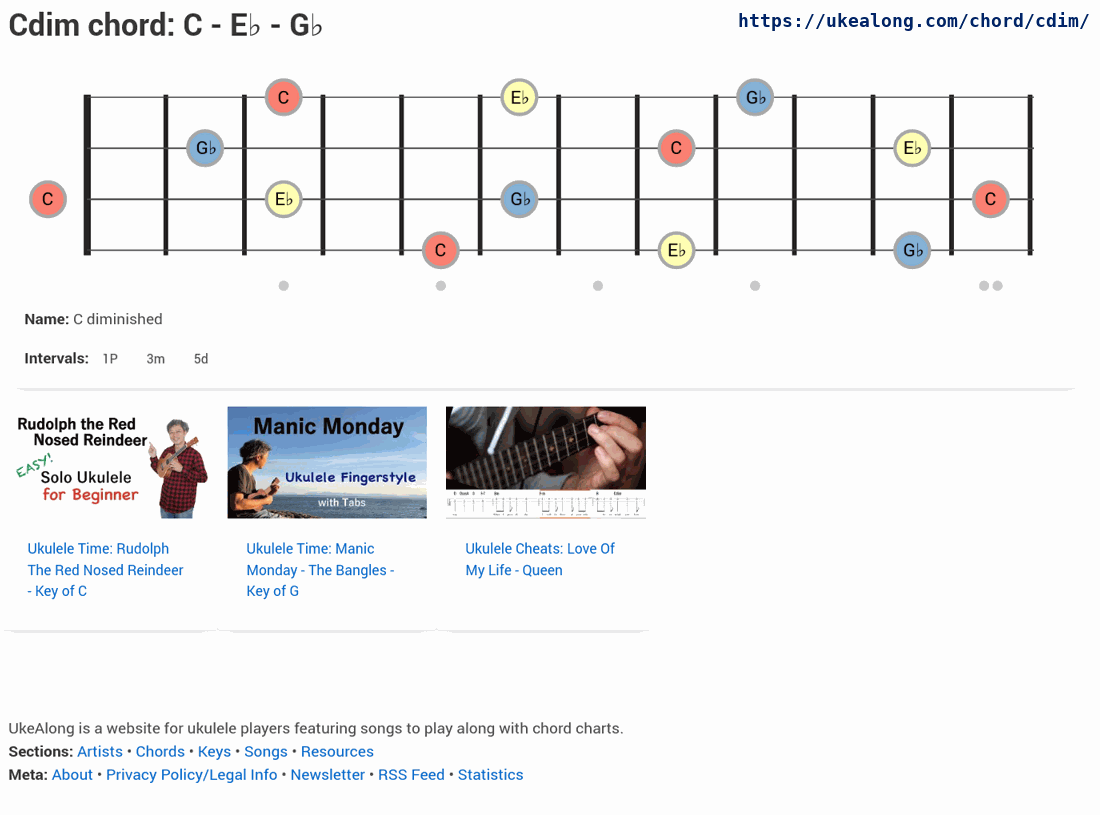 Cdim chord: C - E♭ - G♭
https://ukealong.com/chord/cdim/
C E♭ G♭
G♭ C E♭
C E♭ G♭ C
C E♭ G♭
Name: C diminished
Intervals: 1P 3m 5d
Rudolph the Red
Nosed Reindeer
EASY!
Solo Ukulele
for Beginner
Manic Monday
Ukulele Fingerstyle
with Tabs
Ukulele Time: Rudolph
The Red Nosed Reindeer
- Key of C
Ukulele Time: Manic
Monday - The Bangles -
Key of G
Ukulele Cheats: Love Of
My Life - Queen
UkeAlong is a website for ukulele players featuring songs to play along with chord charts.
Sections: Artists • Chords • Keys • Songs • Resources
Meta: About • Privacy Policy/Legal Info • Newsletter • RSS Feed • Statistics